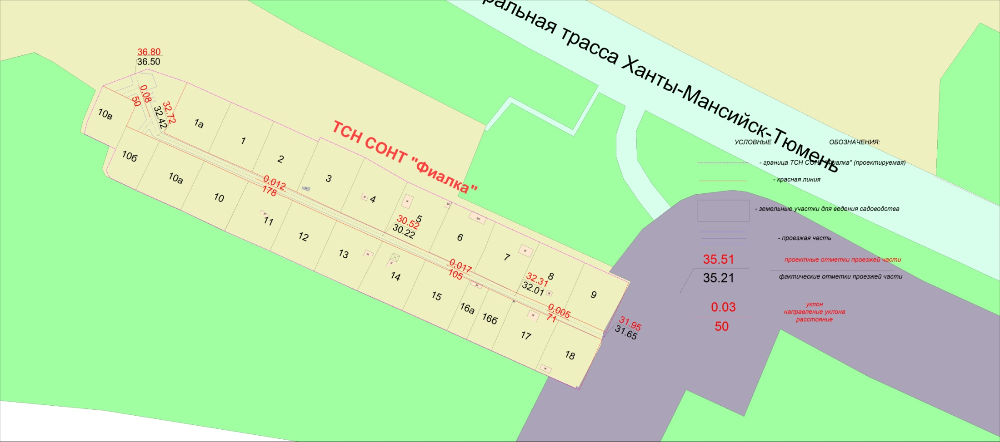 ральная трасса Ханты-Мансийск-Тюмень
36.80
36.50
0,08
50
32.72
32.42
10в
1а
1
2
3
4
5
6
7
8
9
ТСН СОНТ "Фиалка"
10б
10а
10
11
12
13
14
15
16а
16б
17
18
0,012
178
30.52
30.22
0,017
105
32.31
32.01
0,005
71
31.95
31.65
н
ж
ж
2ж
2ж
ж
ж
ж
ж
ж
ж
ж
ж
УСЛОВНЫЕ ОБОЗНАЧЕНИЯ:
- граница ТСН СОНТ "Фиалка" (проектируемая)
- красная линия
- земельные участки для ведения садоводства
- проезжая часть
35.51
проектные отметки проезжей части
35.21
фактические отметки проезжей части
0.03
50
уклон
направление уклона
расстояние